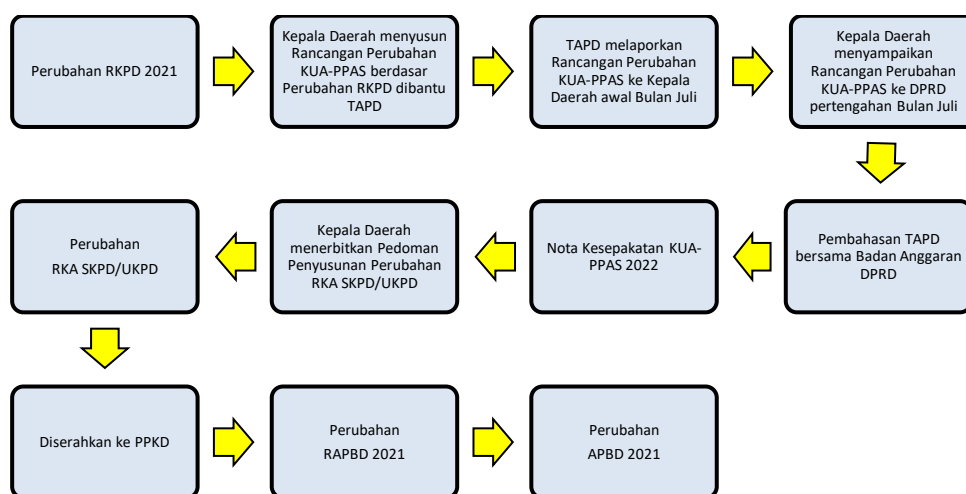 Perubahan RKPD 2021
Kepala Daerah menyusun
Rancangan Perubahan
KUA-PPAS berdasar
Perubahan RKPD dibantu
TAPD
TAPD melaporkan
Rancangan Perubahan
KUA-PPAS ke Kepala
Daerah awal Bulan Juli
Kepala Daerah
menyampaikan
Rancangan Perubahan
KUA-PPAS ke DPRD
pertengahan Bulan Juli
Pembahasan TAPD
bersama Badan Anggaran
DPRD
Nota Kesepakatan KUA-
PPAS 2022
Kepala Daerah
menerbitkan Pedoman
Penyusunan Perubahan
RKA SKPD/UKPD
Perubahan
RKA SKPD/UKPD
Diserahkan ke PPKD
Perubahan
RAPBD 2021
Perubahan
APBD 2021